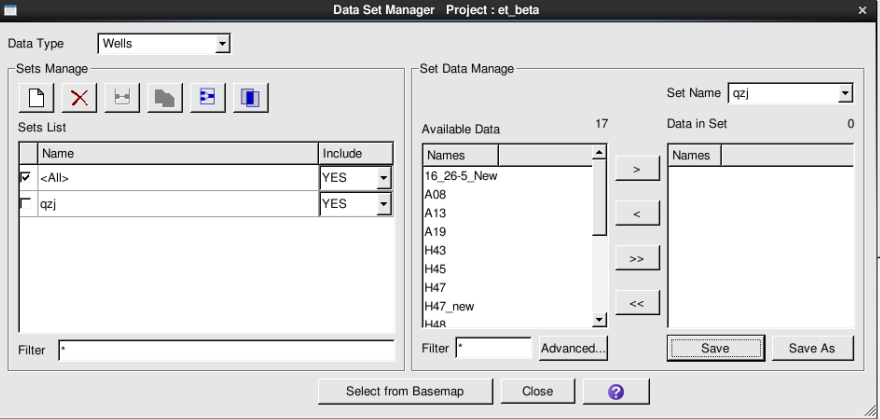 Data Set Manager Project : et_beta
Data Type Wells
Sets Manage
Sets List
Name Include
<All> YES
qzj YES
Filter *
Set Data Manage
Set Name qzj
Available Data 17
Names
16_26-5_New
A08
A13
A19
H43
H45
H47
H47_new
H48
Filter * Advanced...
>
<
>>
<<
Data in Set 0
Names
Save Save As
Select from Basemap Close ?